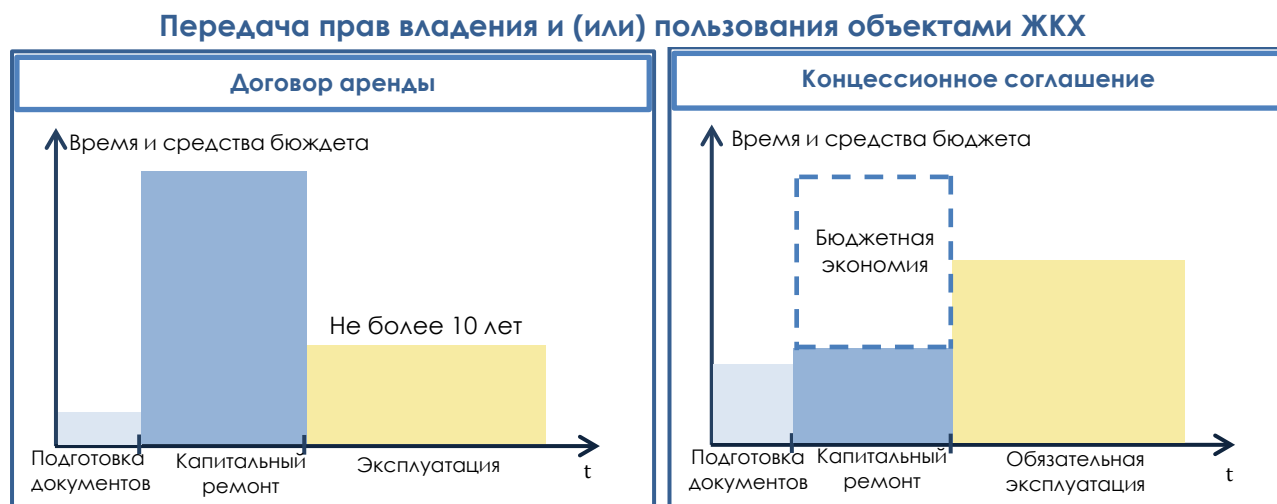 Передача прав владения и (или) пользования объектами ЖКХ
Договор аренды
Время и средства бюждета
Не более 10 лет
Подготовка
документов
Капитальный
ремонт
Эксплуатация
t
Концессионное соглашение
Время и средства бюджета
Бюджетная
экономия
Подготовка
документов
Капитальный
ремонт
Обязательная
эксплуатация
t